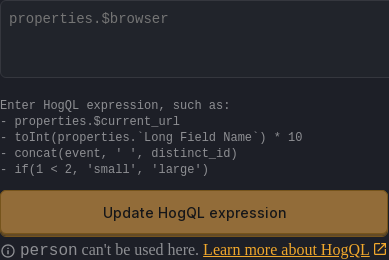 properties.$browser
Enter HogQL expression, such as:
- properties.$current_url
- toInt(properties.`Long Field Name`) * 10
- concat(event, ' ', distinct_id)
- if(1 < 2, 'small', 'large')
Update HogQL expression
person can't be used here. Learn more about HogQL